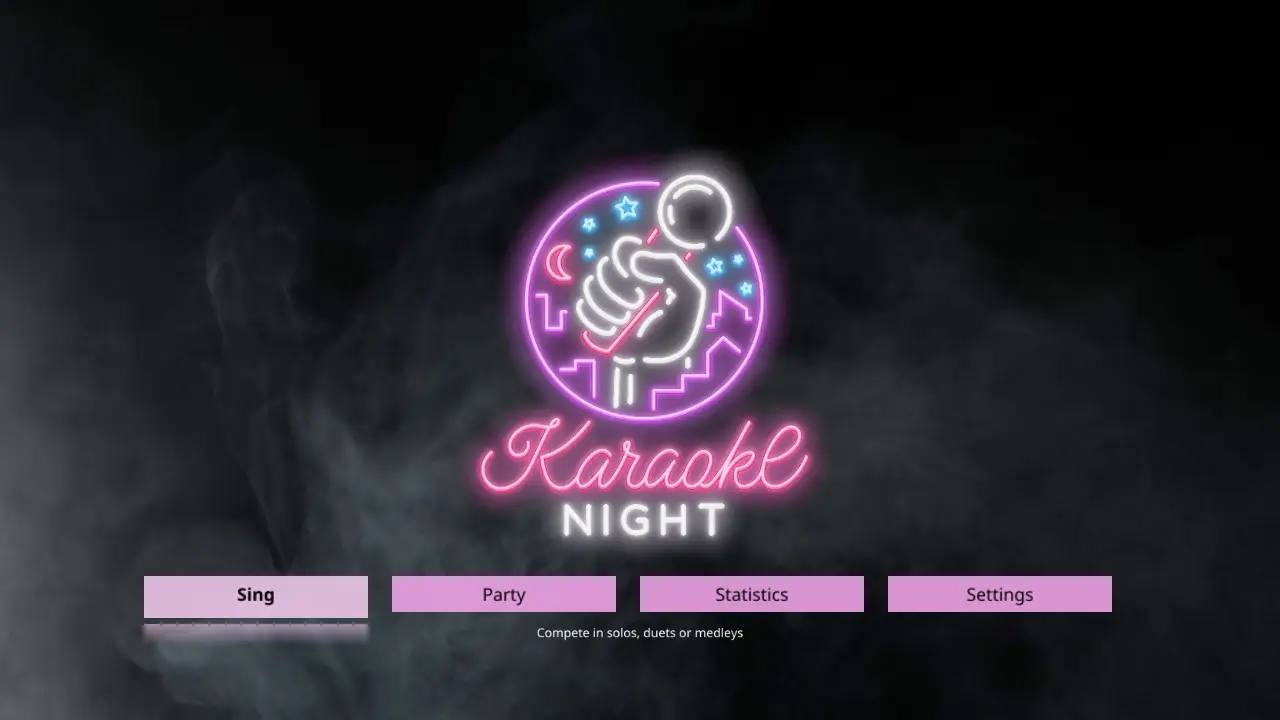 Karaoke
NIGHT
Sing
Party
Statistics
Settings
Compete in solos, duets or medleys